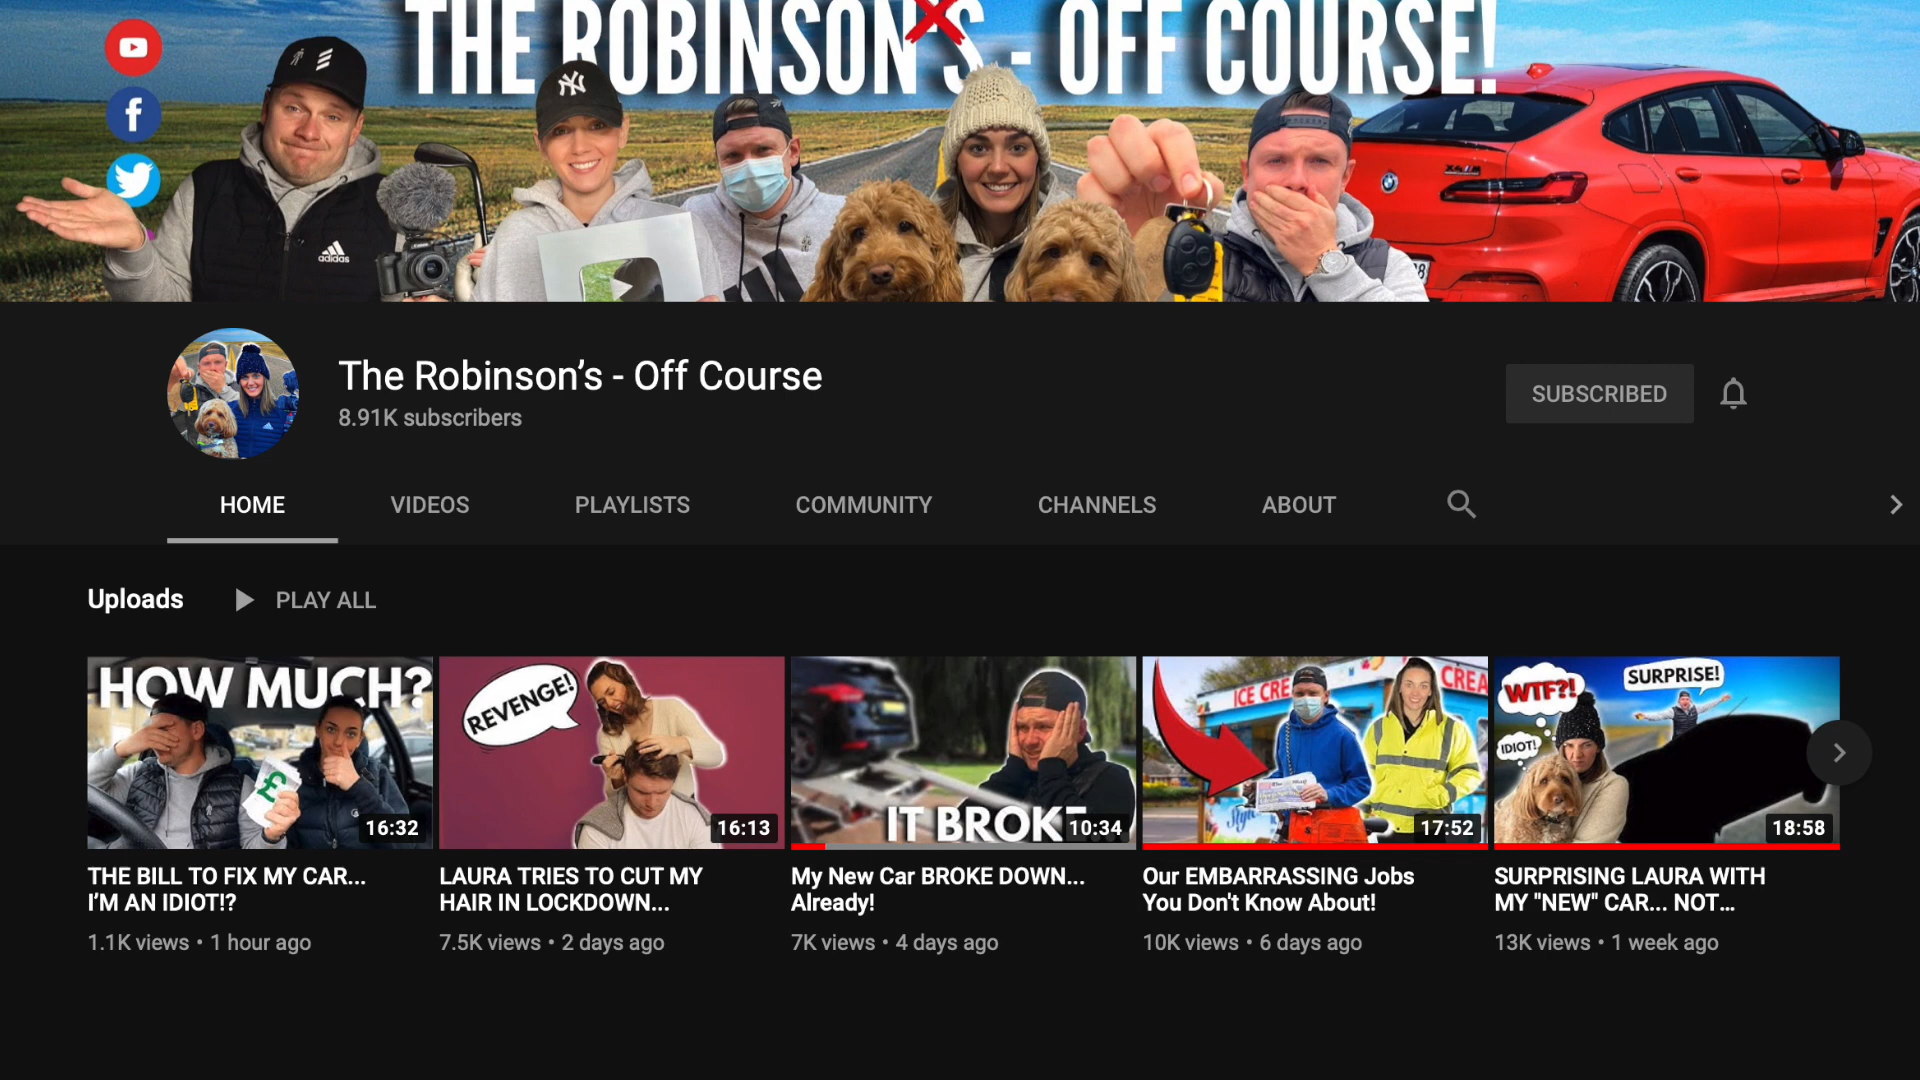 THE ROBINSON'S - OFF COURSE!
NY
adidas
The Robinson’s - Off Course
8.91K subscribers
SUBSCRIBED
HOME
VIDEOS
PLAYLISTS
COMMUNITY
CHANNELS
ABOUT
Uploads
PLAY ALL
HOW MUCH?
£
16:32
REVENGE!
16:13
IT BROKE
10:34
ICE CRE
CREA
Style
17:52
WTF?!
SURPRISE!
IDIOT!
18:58
THE BILL TO FIX MY CAR...
I’M AN IDIOT!?
1.1K views • 1 hour ago
LAURA TRIES TO CUT MY
HAIR IN LOCKDOWN...
7.5K views • 2 days ago
My New Car BROKE DOWN...
Already!
7K views • 4 days ago
Our EMBARRASSING Jobs
You Don't Know About!
10K views • 6 days ago
SURPRISING LAURA WITH
MY "NEW" CAR... NOT...
13K views • 1 week ago